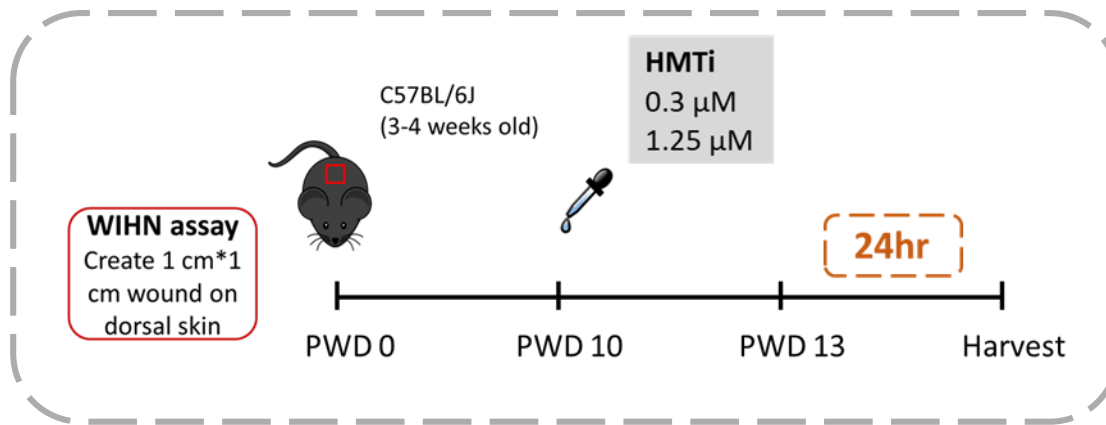 HMTi
0.3 µM
1.25 µM
C57BL/6J
(3-4 weeks old)
WIHN assay
Create 1 cm*1
cm wound on
dorsal skin
24hr
PWD 0
PWD 10
PWD 13
Harvest